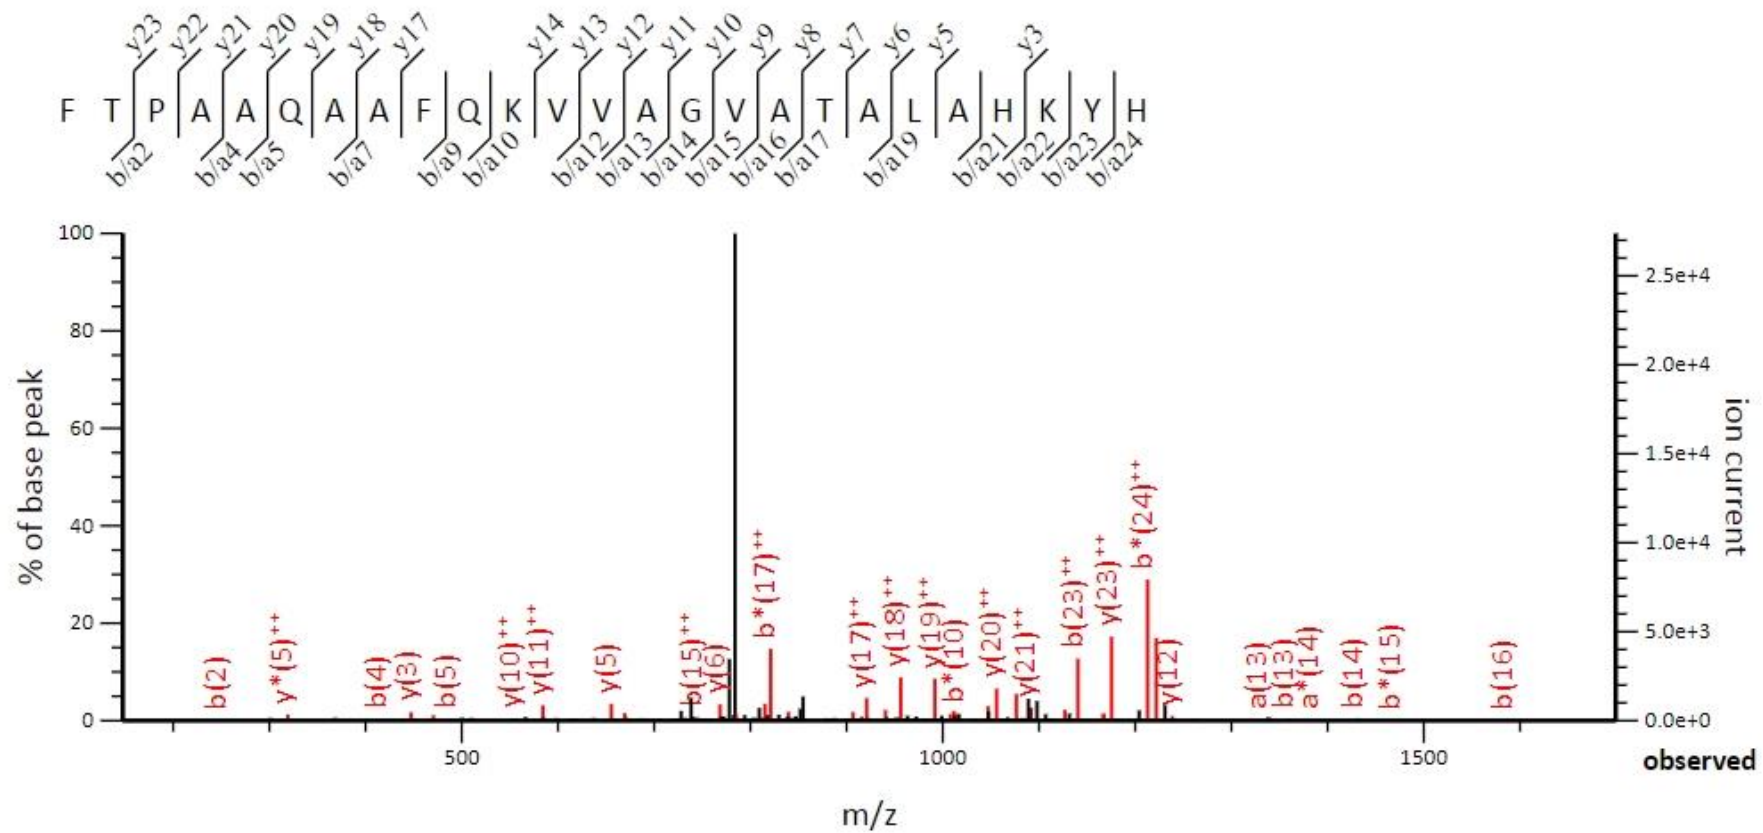 y23 y22 y21 y20 y19 y18 y17 y14 y13 y12 y11 y10 y9 y8 y7 y6 y5 y3
F T P A A Q A A F Q K V V A G V A T A L A H K Y H
b/a2 b/a4 b/a5 b/a7 b/a9 b/a10 b/a12 b/a13 b/a14 b/a15 b/a16 b/a17 b/a19 b/a21 b/a22 b/a23 b/a24
% of base peak
100
80
60
40
20
0
b(2)
y*(5)++
b(4)
y(3)
b(5)
y(10)++
y(11)++
y(5)
b(15)++
y(6)
b*(17)++
y(17)++
y(18)++
y(19)++
b*(10)
y(20)++
y(21)++
b(23)++
y(23)++
b*(24)++
y(12)
a(13)
b(13)
a*(14)
b(14)
b*(15)
b(16)
2.5e+4
2.0e+4
1.5e+4
1.0e+4
5.0e+3
0.0e+0
ion current
500 1000 1500
observed
m/z